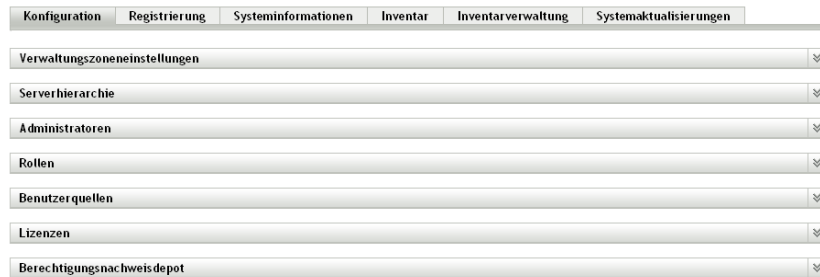 Konfiguration Registrierung Systeminformationen Inventar Inventarverwaltung Systemaktualisierungen
Verwaltungszoneneinstellungen
Serverhierarchie
Administratoren
Rollen
Benutzerquellen
Lizenzen
Berechtigungsnachweisdepot